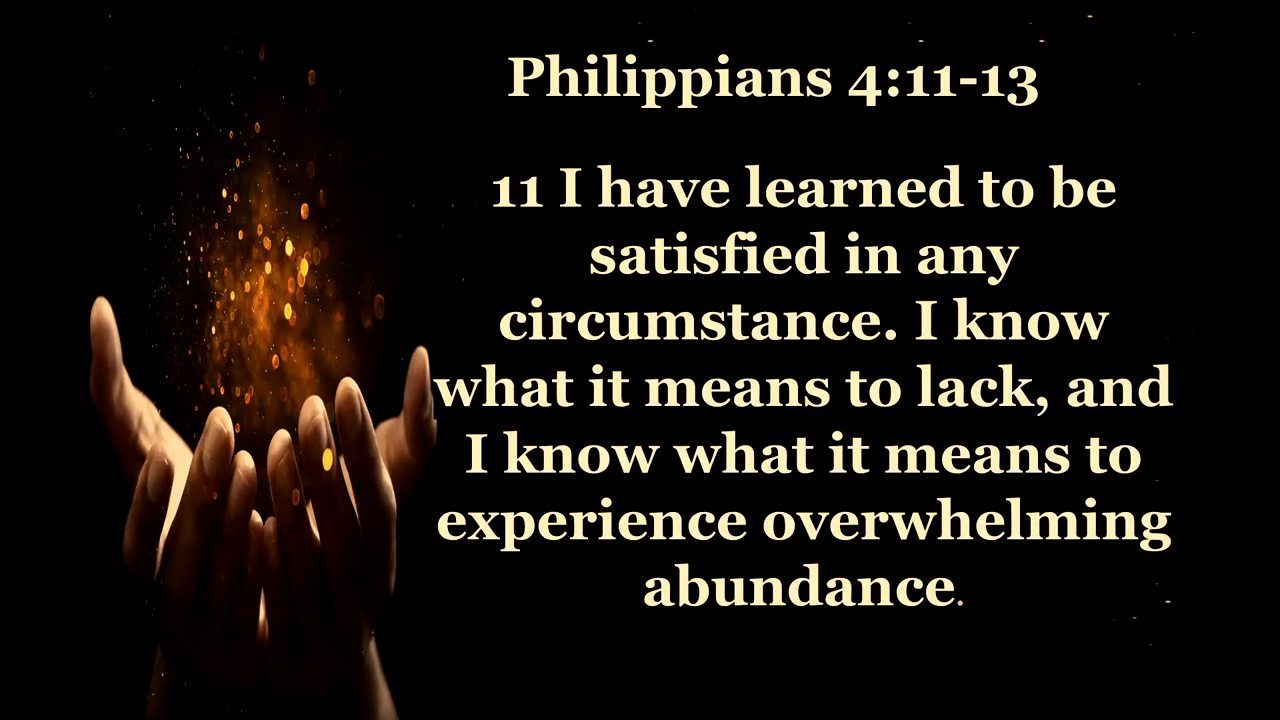 Philippians 4:11-13
11 I have learned to be
satisfied in any
circumstance. I know
what it means to lack, and
I know what it means to
experience overwhelming
abundance.